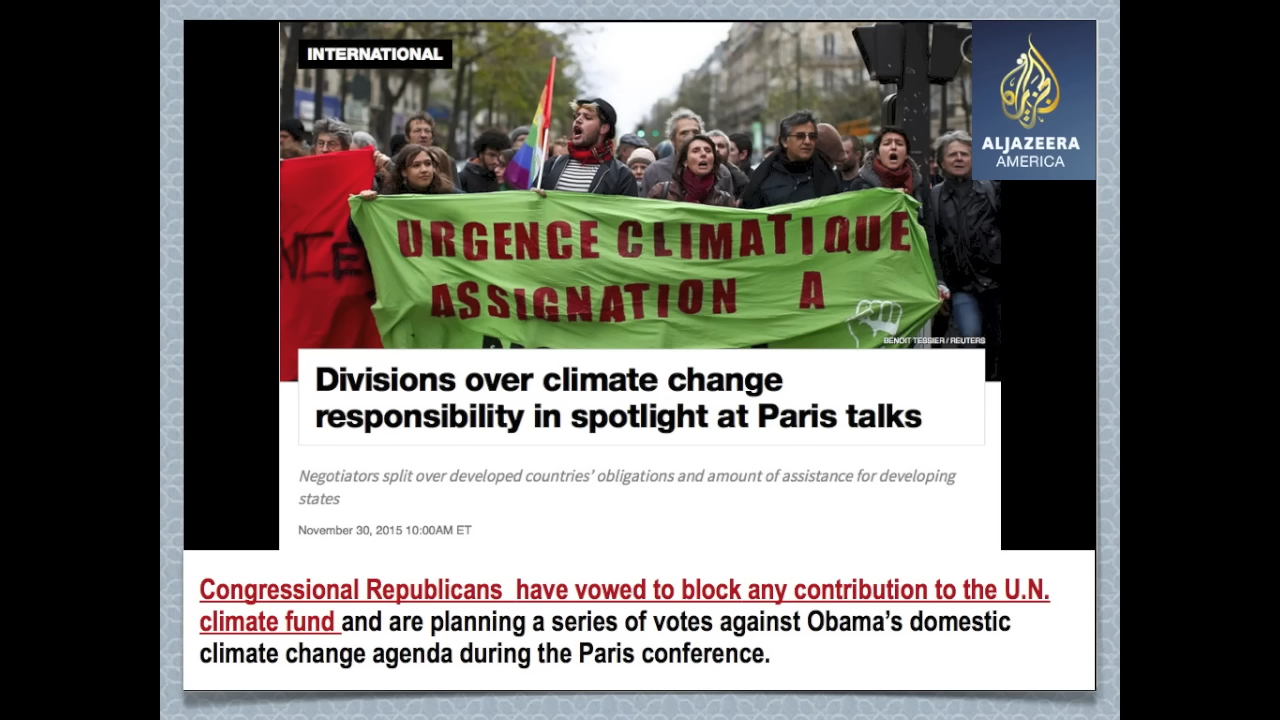 INTERNATIONAL
ALJAZEERA
AMERICA
URGENCE CLIMATIQUE
ASSIGNATION A
BENOIT TESSIER / REUTERS
Divisions over climate change
responsibility in spotlight at Paris talks
Negotiators split over developed countries' obligations and amount of assistance for developing
states
November 30, 2015 10:00AM ET
Congressional Republicans have vowed to block any contribution to the U.N.
climate fund and are planning a series of votes against Obama's domestic
climate change agenda during the Paris conference.